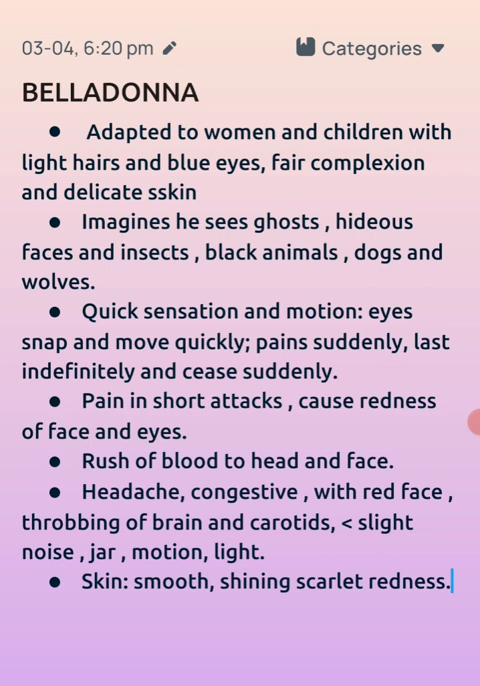 03-04, 6:20 pm Categories
BELLADONNA
● Adapted to women and children with
light hairs and blue eyes, fair complexion
and delicate sskin
● Imagines he sees ghosts , hideous
faces and insects , black animals , dogs and
wolves.
● Quick sensation and motion: eyes
snap and move quickly; pains suddenly, last
indefinitely and cease suddenly.
● Pain in short attacks , cause redness
of face and eyes.
● Rush of blood to head and face.
● Headache, congestive , with red face ,
throbbing of brain and carotids, < slight
noise , jar , motion, light.
● Skin: smooth, shining scarlet redness.